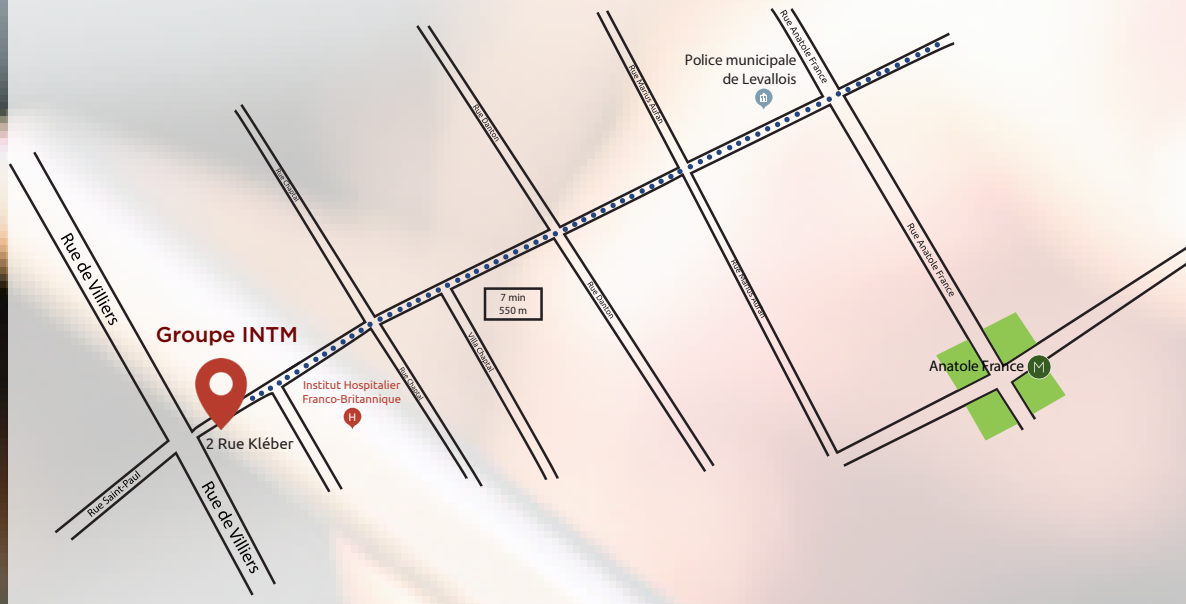 Rue Anatole France
Police municipale
de Levallois
Rue Marius Auran
Rue Danton
Rue Chaptal
Rue de Villiers
Rue Anatole France
Rue Marius Auran
Rue Danton
7 min
550 m
Groupe INTM
Villa Chaptal
Anatole France
M
Institut Hospitalier
Franco-Britannique
H
Rue Chaptal
2 Rue Kléber
Rue Saint-Paul
Rue de Villiers